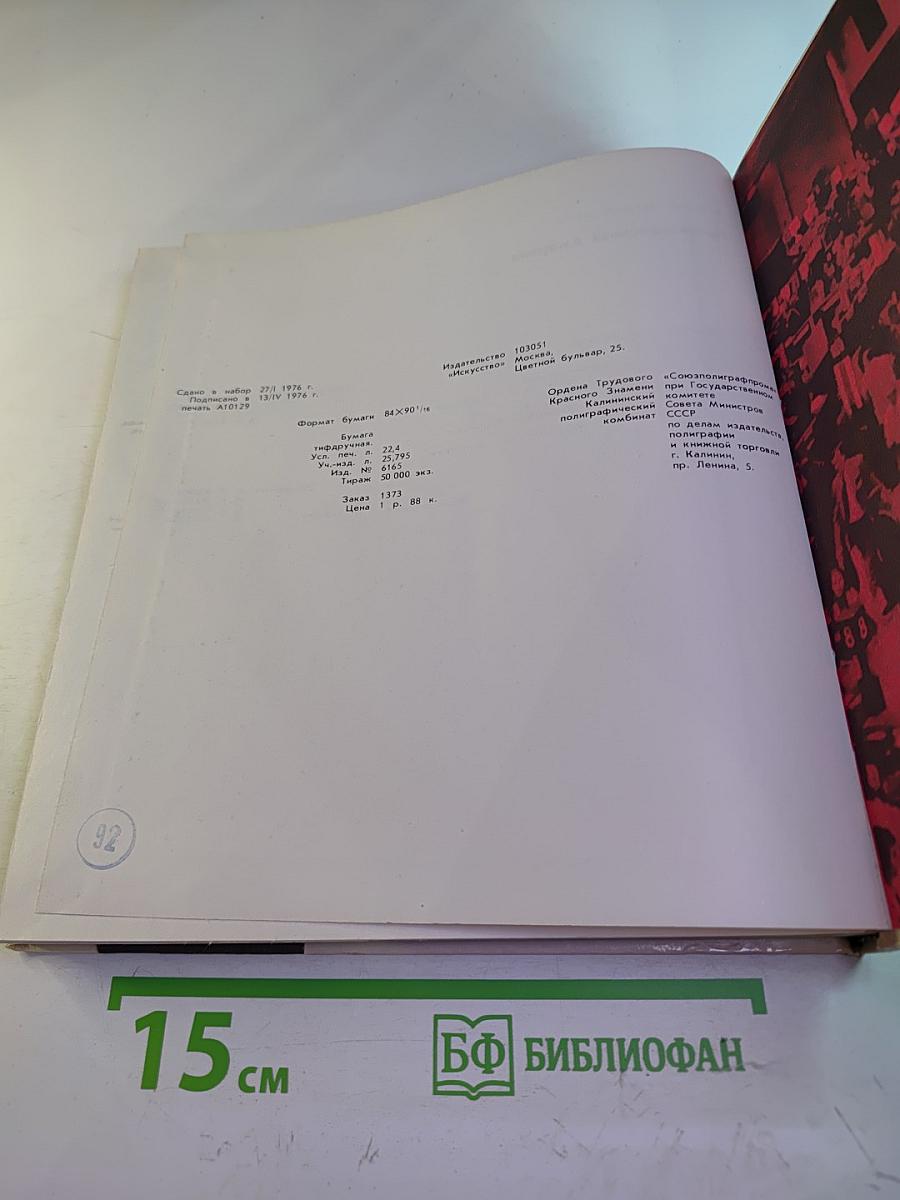 Сдано в набор 27/I 1976 г.
Подписано в 13/IV 1976 г.
печать А10129
Формат бумаги 84×90 1/16
Бумага
тифдручная.
Усл. печ. л. 22,4
Уч.-изд. л. 25,795
Изд. № 6165
Тираж 50 000 экз.
Заказ 1373
Цена 1 р. 88 к.
Издательство 103051
«Искусство» Москва,
Цветной бульвар, 25.
Ордена Трудового «Союзполиграфпрома»
Красного Знамени при Государственном
Калининский комитете
полиграфический Совета Министров
комбинат СССР
по делам издательств,
полиграфии
и книжной торговли
г. Калинин,
пр. Ленина, 5.
88
92
15 см
БФ БИБЛИОФАН